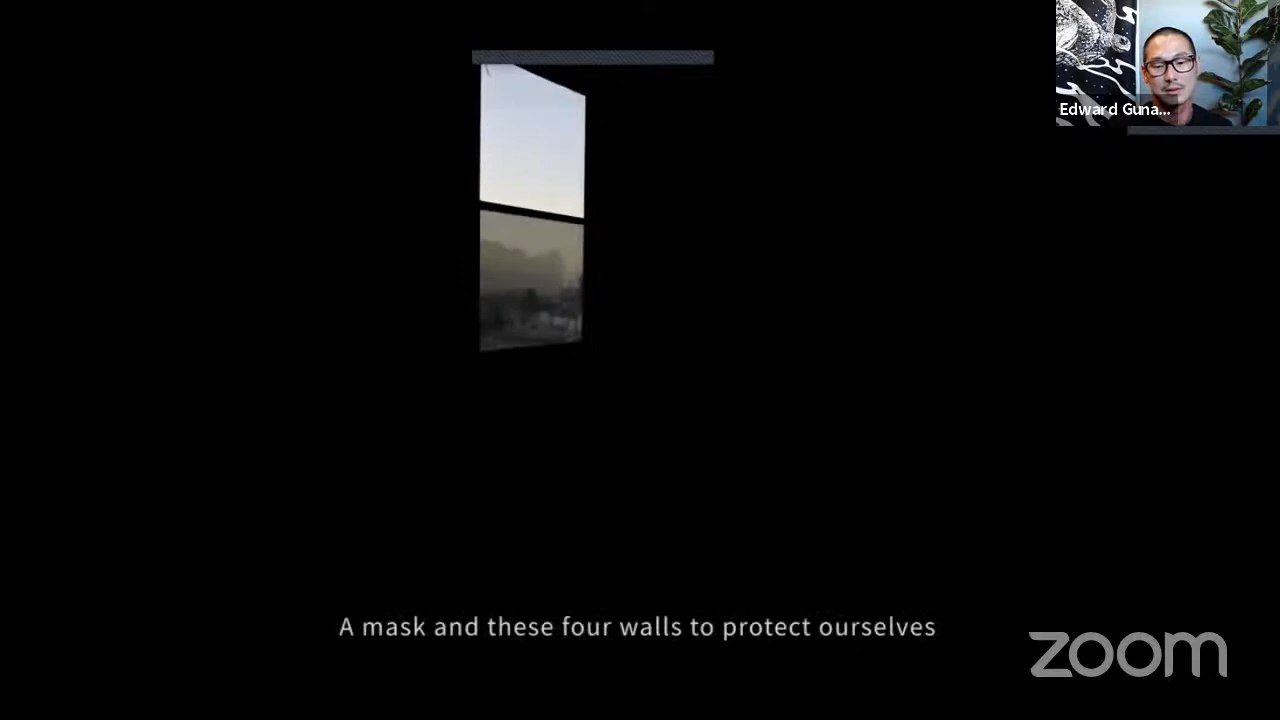 Edward Guna...
A mask and these four walls to protect ourselves
zoom